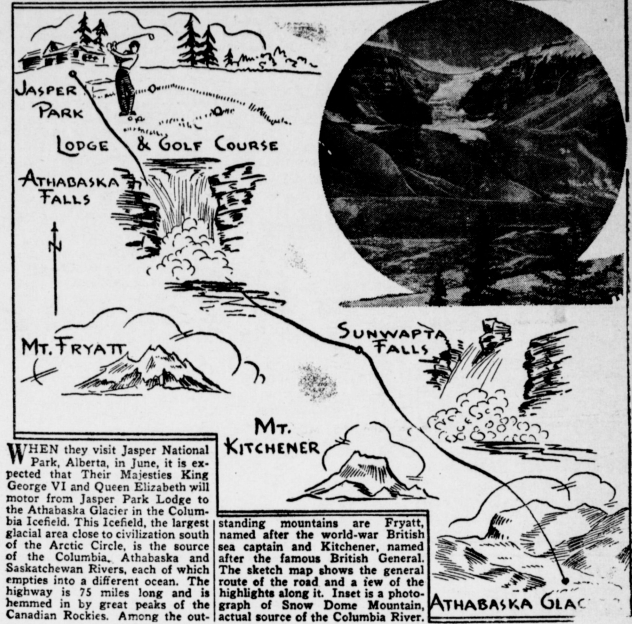 JASPER
PARK
LODGE & GOLF COURSE
ATHABASKA
FALLS
N
MT. FRYATT
SUNWAPTA
FALLS
MT.
KITCHENER
WHEN they visit Jasper National
Park, Alberta, in June, it is ex-
pected that Their Majesties King
George VI and Queen Elizabeth will
motor from Jasper Park Lodge to
the Athabaska Glacier in the Colum-
bia Icefield. This Icefield, the largest
glacial area close to civilization south
of the Arctic Circle, is the source
of the Columbia, Athabaska and
Saskatchewan Rivers, each of which
empties into a different ocean. The
highway is 75 miles long and is
hemmed in by great peaks of the
Canadian Rockies. Among the out-
standing mountains are Fryatt,
named after the world-war British
sea captain and Kitchener, named
after the famous British General.
The sketch map shows the general
route of the road and a few of the
highlights along it. Inset is a photo-
graph of Snow Dome Mountain,
actual source of the Columbia River.
ATHABASKA GLAC